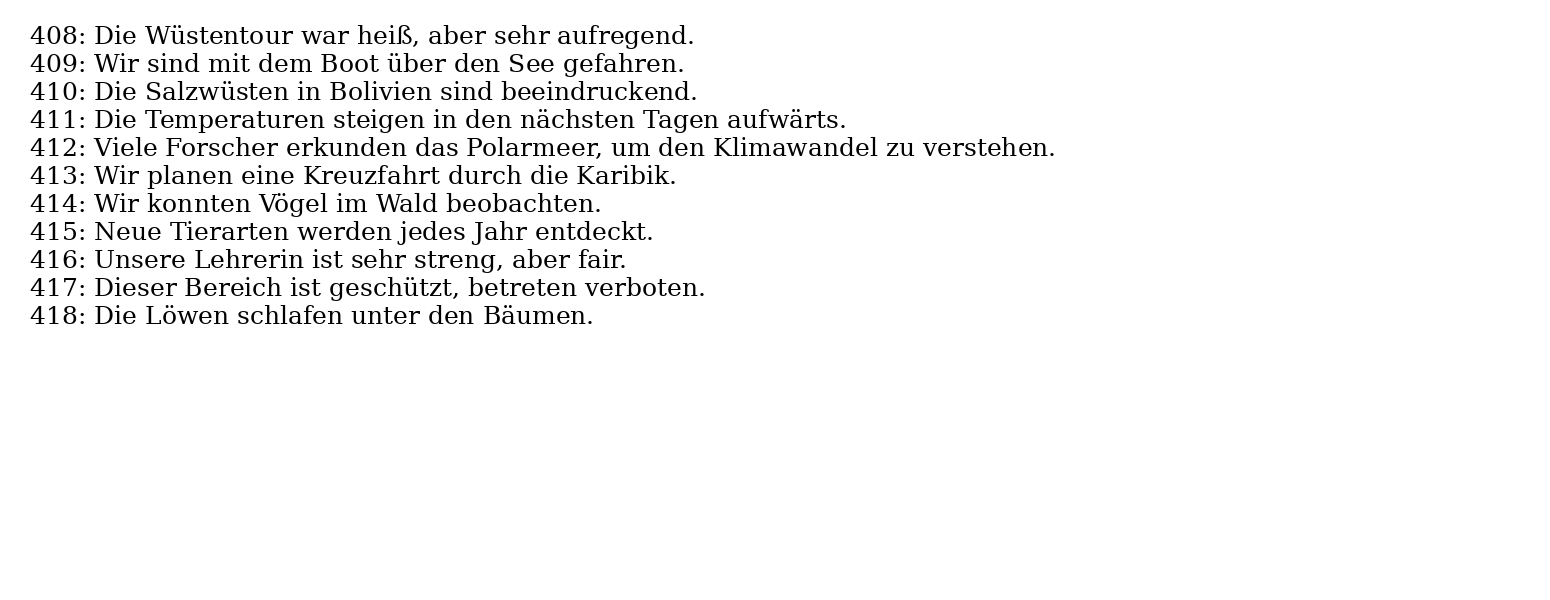 408: Die Wüstentour war heiß, aber sehr aufregend.
409: Wir sind mit dem Boot über den See gefahren.
410: Die Salzwüsten in Bolivien sind beeindruckend.
411: Die Temperaturen steigen in den nächsten Tagen aufwärts.
412: Viele Forscher erkunden das Polarmeer, um den Klimawandel zu verstehen.
413: Wir planen eine Kreuzfahrt durch die Karibik.
414: Wir konnten Vögel im Wald beobachten.
415: Neue Tierarten werden jedes Jahr entdeckt.
416: Unsere Lehrerin ist sehr streng, aber fair.
417: Dieser Bereich ist geschützt, betreten verboten.
418: Die Löwen schlafen unter den Bäumen.